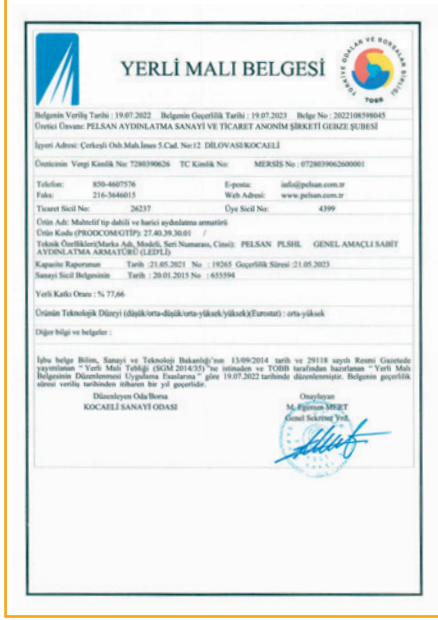 YERLİ MALI BELGESİ
TÜRKİYE ODALAR VE BORSALAR BİRLİĞİ
TOBB
Belgenin Veriliş Tarihi : 19.07.2022 Belgenin Geçerlilik Tarihi : 19.07.2023 Belge No : 2022108598045
Üretici Ünvanı: PELSAN AYDINLATMA SANAYİ VE TİCARET ANONİM ŞİRKETİ GEBZE ŞUBESİ
İşyeri Adresi: Çerkeşli Osb.Mah.İmes 5.Cad. No:12 DİLOVASI/KOCAELİ
Üreticinin Vergi Kimlik No: 7280390626 TC Kimlik No: MERSİS No : 0728039062600001
Telefon: 850-4607576 E-posta: info@pelsan.com.tr
Faks: 216-3646015 Web Adresi: www.pelsan.com.tr
Ticaret Sicil No: 26237 Üye Sicil No: 4399
Ürün Adı: Muhtelif tip dahili ve harici aydınlatma armatürü
Ürün Kodu (PRODCOM/GTİP): 27.40.39.30.01 /
Teknik Özellikleri(Marka Adı, Modeli, Seri Numarası, Cinsi): PELSAN PLSHL GENEL AMAÇLI SABİT
AYDINLATMA ARMATÜRÜ (LED'Lİ)
Kapasite Raporunun Tarih :21.05.2021 No : 19265 Geçerlilik Süresi :21.05.2023
Sanayi Sicil Belgesinin Tarih : 20.01.2015 No : 655594
Yerli Katkı Oranı : % 77,66
Ürünün Teknolojik Düzeyi (düşük/orta-düşük/orta-yüksek/yüksek)(Eurostat) : orta-yüksek
Diğer bilgi ve belgeler :
İşbu belge Bilim, Sanayi ve Teknoloji Bakanlığı'nın 13/09/2014 tarih ve 29118 sayılı Resmi Gazetede
yayımlanan "Yerli Malı Tebliği (SGM 2014/35) "ne istinaden ve TOBB tarafından hazırlanan "Yerli Malı
Belgesinin Düzenlenmesi Uygulama Esaslarına" göre 19.07.2022 tarihinde düzenlenmiştir. Belgenin geçerlilik
süresi veriliş tarihinden itibaren bir yıl geçerlidir.
Düzenleyen Oda/Borsa Onaylayan
KOCAELİ SANAYİ ODASI M. Egemen MERT
Genel Sekreter Yrd.